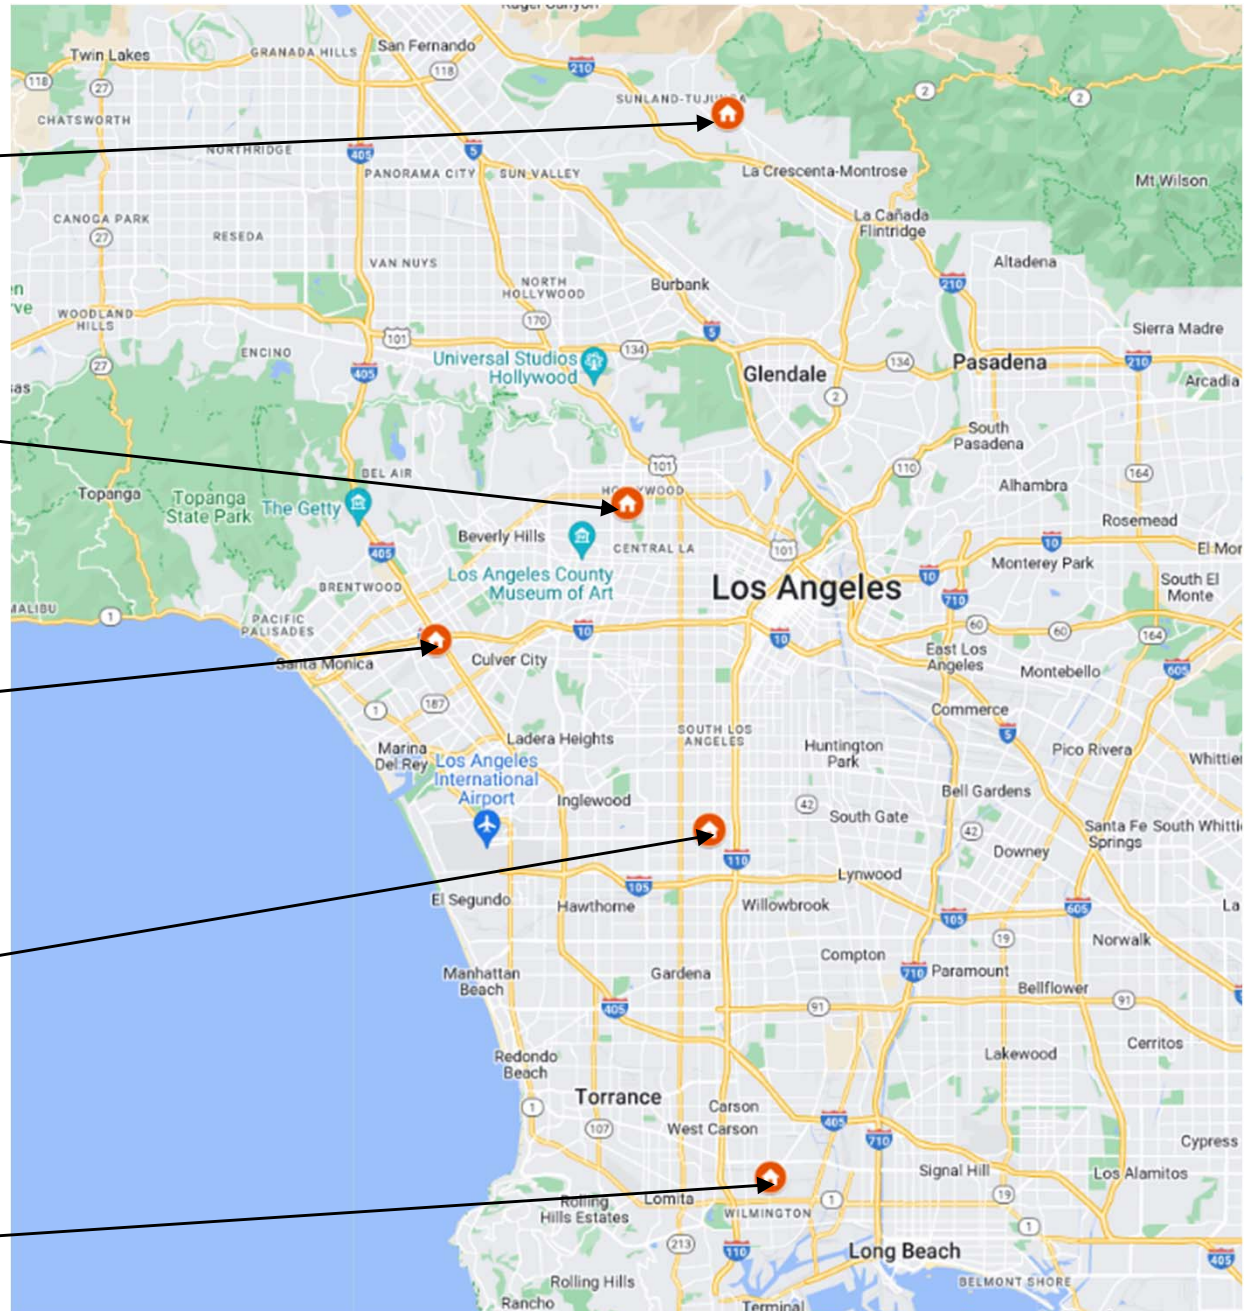 Twin Lakes
GRANADA HILLS
San Fernando
118
210
118
27
2
2
SUNLAND-TUJUNGA
CHATSWORTH
NORTHRIDGE
405
5
PANORAMA CITY
SUN VALLEY
La Crescenta-Montrose
Mt Wilson
CANOGA PARK
27
RESEDA
La Cañada
Flintridge
VAN NUYS
Altadena
NORTH
HOLLYWOOD
Burbank
210
WOODLAND
HILLS
170
5
Sierra Madre
101
ENCINO
134
Universal Studios
Hollywood
27
405
Glendale
134
Pasadena
210
Arcadia
2
South
Pasadena
101
110
164
BEL AIR
Topanga
Topanga
State Park
The Getty
HOLLYWOOD
Alhambra
Rosemead
Beverly Hills
CENTRAL LA
101
10
405
Monterey Park
Los Angeles County
Museum of Art
Los Angeles
10
710
South El
Monte
BRENTWOOD
MALIBU
1
PACIFIC
PALISADES
10
10
60
60
164
Santa Monica
Culver City
East Los
Angeles
Montebello
605
1
187
Commerce
SOUTH LOS
ANGELES
5
Marina
Del Rey
Ladera Heights
Huntington
Park
Pico Rivera
Whittier
Los Angeles
International
Airport
Inglewood
42
South Gate
Bell Gardens
42
Santa Fe
Springs
South Whitti
Downey
110
105
Lynwood
El Segundo
Hawthorne
Willowbrook
105
605
La
19
Norwalk
Compton
Manhattan
Beach
Gardena
710
Paramount
Bellflower
405
91
91
Cerritos
Redondo
Beach
Lakewood
Torrance
1
Carson
107
West Carson
405
710
Cypress
Signal Hill
Los Alamitos
Rolling
Hills Estates
Lomita
WILMINGTON
1
19
1
213
110
Long Beach
405
Rolling Hills
BELMONT SHORE
Rancho
Terminal